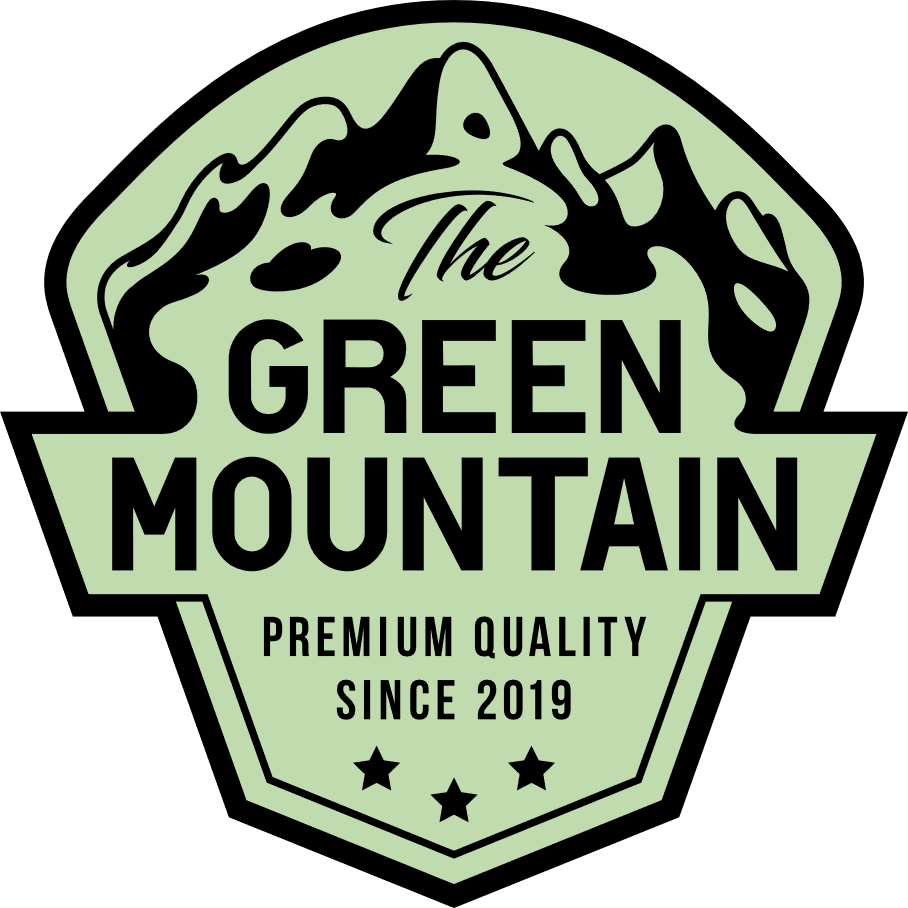 The
GREEN
MOUNTAIN
PREMIUM QUALITY
SINCE 2019